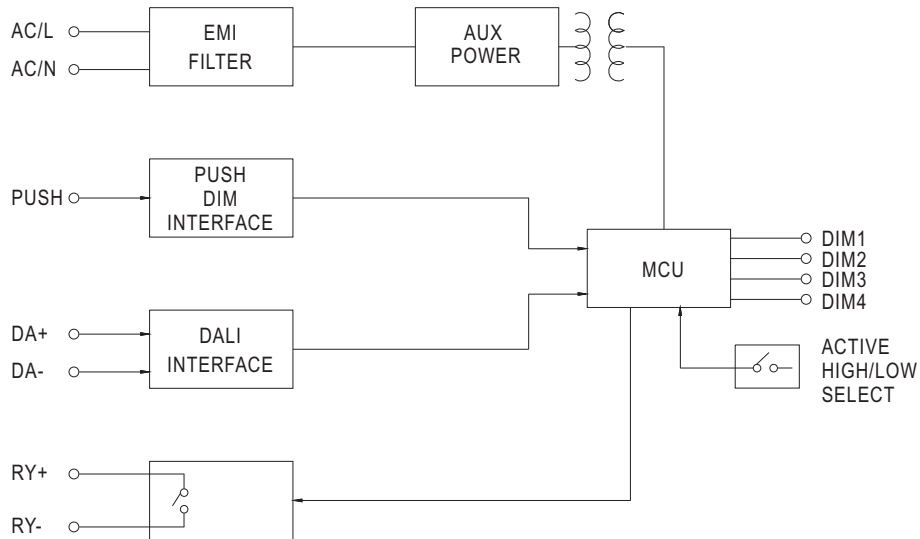 AC/L
AC/N
EMI
FILTER
AUX
POWER
PUSH
PUSH
DIM
INTERFACE
MCU
DIM1
DIM2
DIM3
DIM4
DA+
DA-
DALI
INTERFACE
ACTIVE
HIGH/LOW
SELECT
RY+
RY-